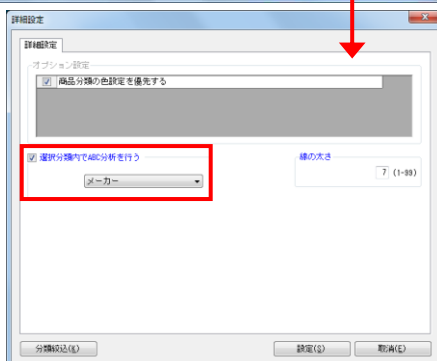 詳細設定
詳細設定
オプション設定
商品分類の色設定を優先する
選択分類内でABC分析を行う
線の太さ
メーカー
7 (1-99)
分類絞込(K)
設定(S)
取消(E)